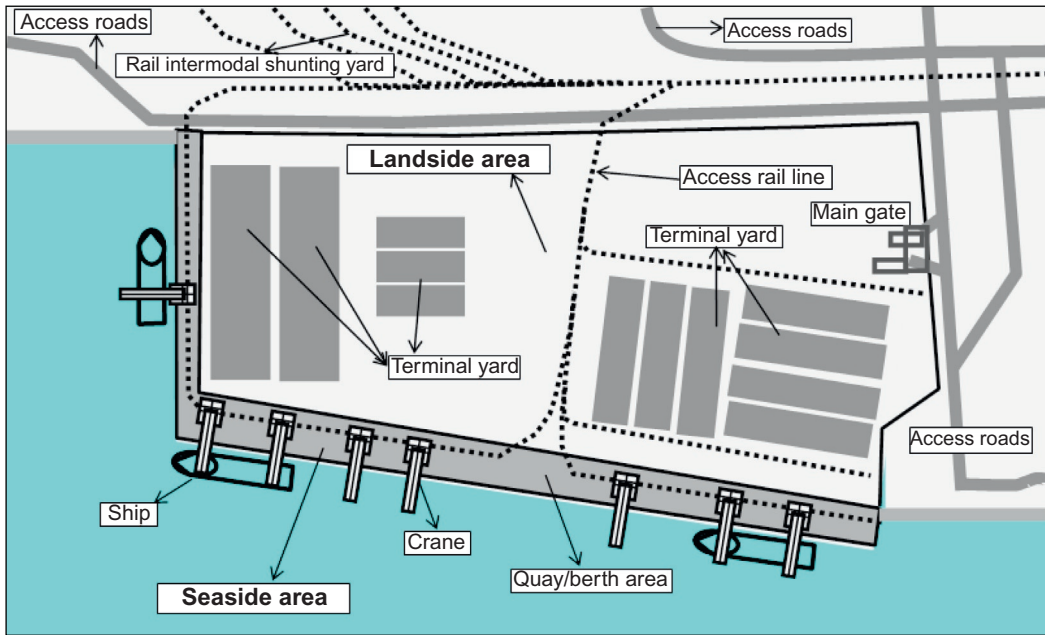 Access roads
Access roads
Rail intermodal shunting yard
Landside area
Access rail line
Main gate
Terminal yard
Terminal yard
Access roads
Ship
Crane
Quay/berth area
Seaside area